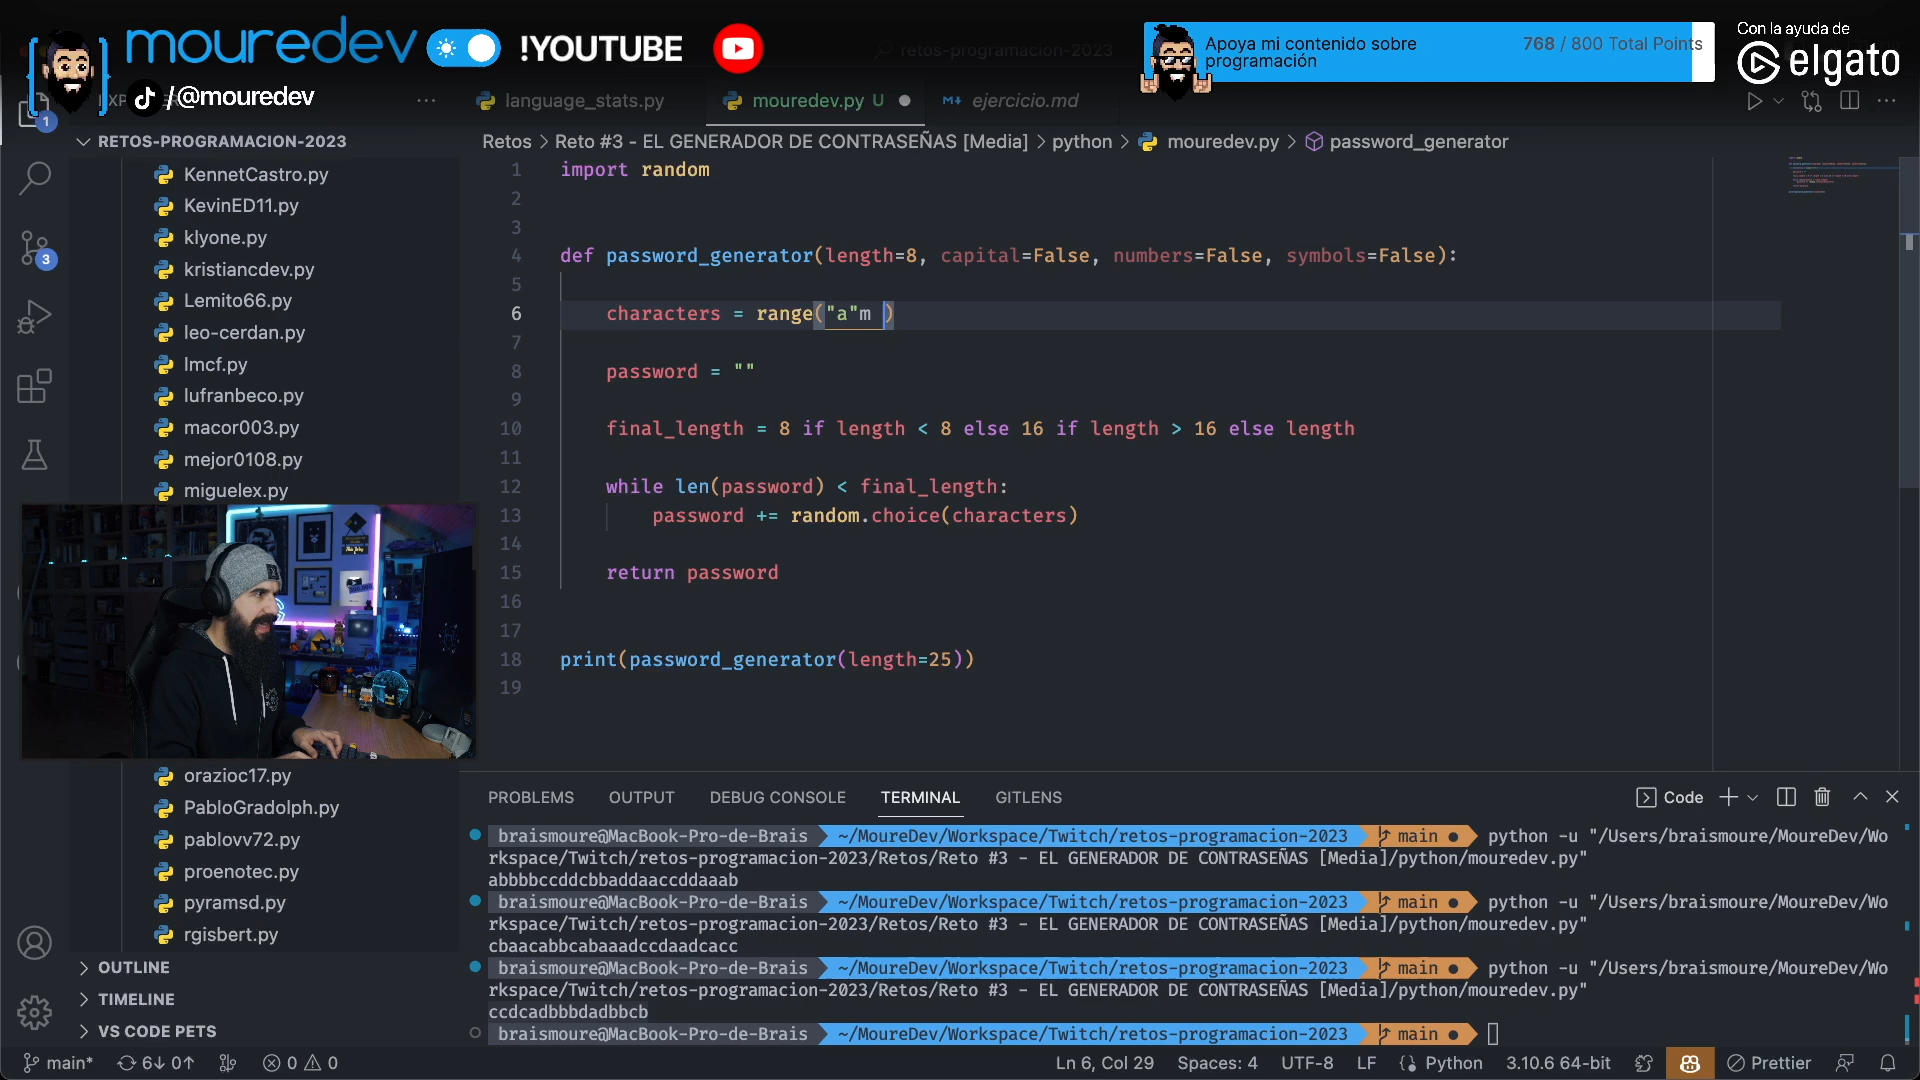 mouredev !YOUTUBE
/@mouredev
Apoya mi contenido sobre
programación
768 / 800 Total Points
Con la ayuda de
elgato
retos-programacion-2023
language_stats.py
mouredev.py U
ejercicio.md
RETOS-PROGRAMACION-2023
Retos > Reto #3 - EL GENERADOR DE CONTRASEÑAS [Media] > python > mouredev.py > password_generator
KennetCastro.py
KevinED11.py
klyone.py
kristiancdev.py
Lemito66.py
leo-cerdan.py
lmcf.py
lufranbeco.py
macor003.py
mejor0108.py
miguelex.py
orazioc17.py
PabloGradolph.py
pablovv72.py
proenotec.py
pyramsd.py
rgisbert.py
OUTLINE
TIMELINE
VS CODE PETS
1
3
1 import random
2
3
4 def password_generator(length=8, capital=False, numbers=False, symbols=False):
5
6 characters = range("a"m )
7
8 password = ""
9
10 final_length = 8 if length < 8 else 16 if length > 16 else length
11
12 while len(password) < final_length:
13 password += random.choice(characters)
14
15 return password
16
17
18 print(password_generator(length=25))
19
PROBLEMS OUTPUT DEBUG CONSOLE TERMINAL GITLENS
Code
braismoure@MacBook-Pro-de-Brais ~/MoureDev/Workspace/Twitch/retos-programacion-2023 main ● python -u "/Users/braismoure/MoureDev/Wo
rkspace/Twitch/retos-programacion-2023/Retos/Reto #3 - EL GENERADOR DE CONTRASEÑAS [Media]/python/mouredev.py"
abbbbccddcbbaddaaccddaaab
braismoure@MacBook-Pro-de-Brais ~/MoureDev/Workspace/Twitch/retos-programacion-2023 main ● python -u "/Users/braismoure/MoureDev/Wo
rkspace/Twitch/retos-programacion-2023/Retos/Reto #3 - EL GENERADOR DE CONTRASEÑAS [Media]/python/mouredev.py"
cbaacabbcabaaadccdaadcacc
braismoure@MacBook-Pro-de-Brais ~/MoureDev/Workspace/Twitch/retos-programacion-2023 main ● python -u "/Users/braismoure/MoureDev/Wo
rkspace/Twitch/retos-programacion-2023/Retos/Reto #3 - EL GENERADOR DE CONTRASEÑAS [Media]/python/mouredev.py"
ccdcadbbbdadbbcb
braismoure@MacBook-Pro-de-Brais ~/MoureDev/Workspace/Twitch/retos-programacion-2023 main ●
main* 6↓ 0↑ 0 0
Ln 6, Col 29 Spaces: 4 UTF-8 LF Python 3.10.6 64-bit Prettier